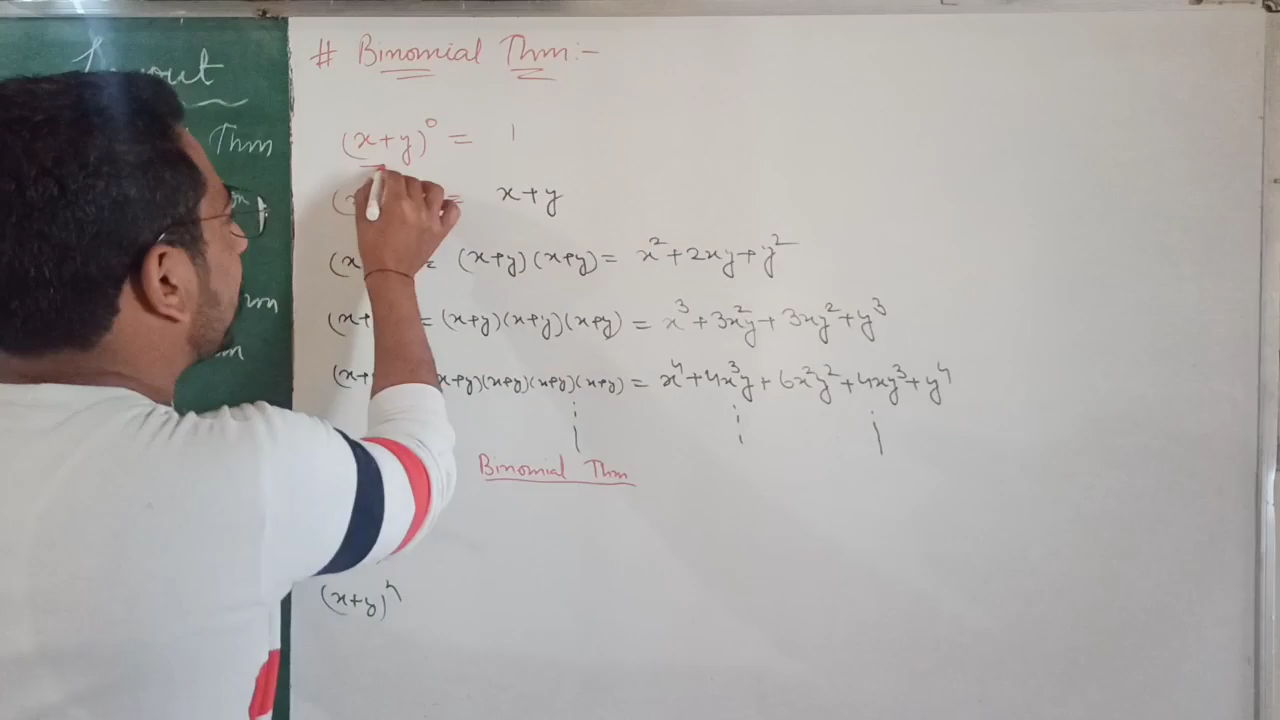 # Binomial Thm:-
Thm
(x+y)⁰ = 1
= x+y
= (x+y)(x+y) = x²+2xy+y²
= (x+y)(x+y)(x+y) = x³+3x²y+3xy²+y³
x+y)(x+y)(x+y)(x+y) = x⁴+4x³y+6x²y²+4xy³+y⁴
Binomial Thm
(x+y)⁴